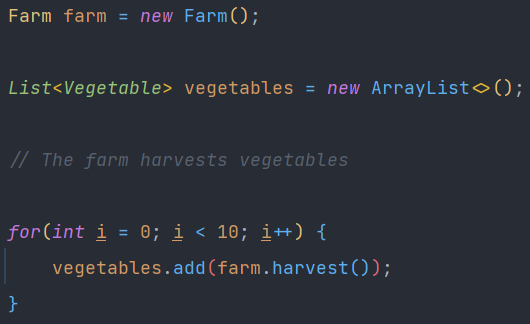 Farm farm = new Farm();
List<Vegetable> vegetables = new ArrayList<>();
// The farm harvests vegetables
for(int i = 0; i < 10; i++) {
    vegetables.add(farm.harvest());
}